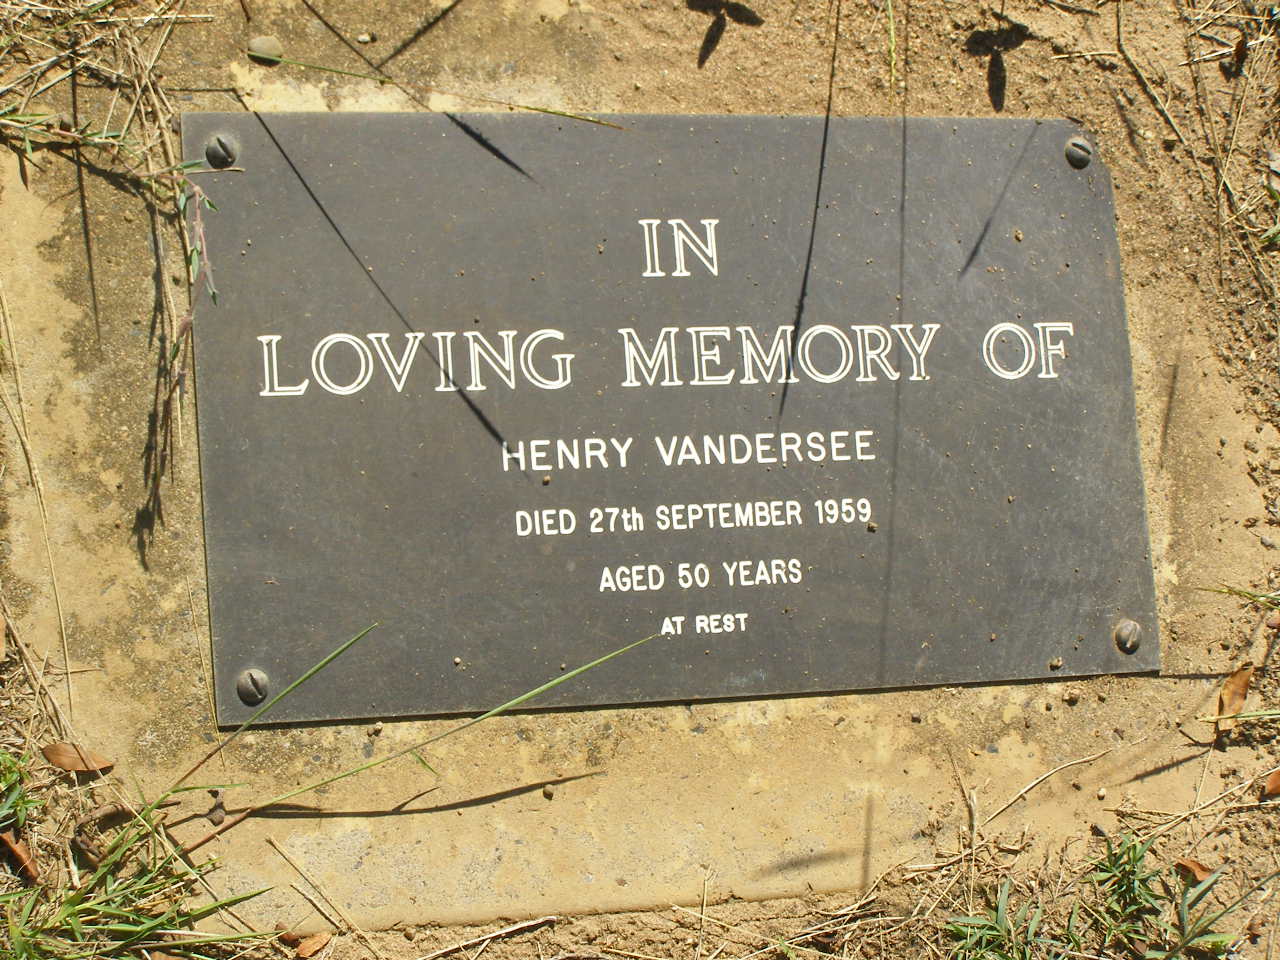 IN
LOVING MEMORY OF
HENRY VANDERSEE
DIED 27th SEPTEMBER 1959
AGED 50 YEARS
AT REST